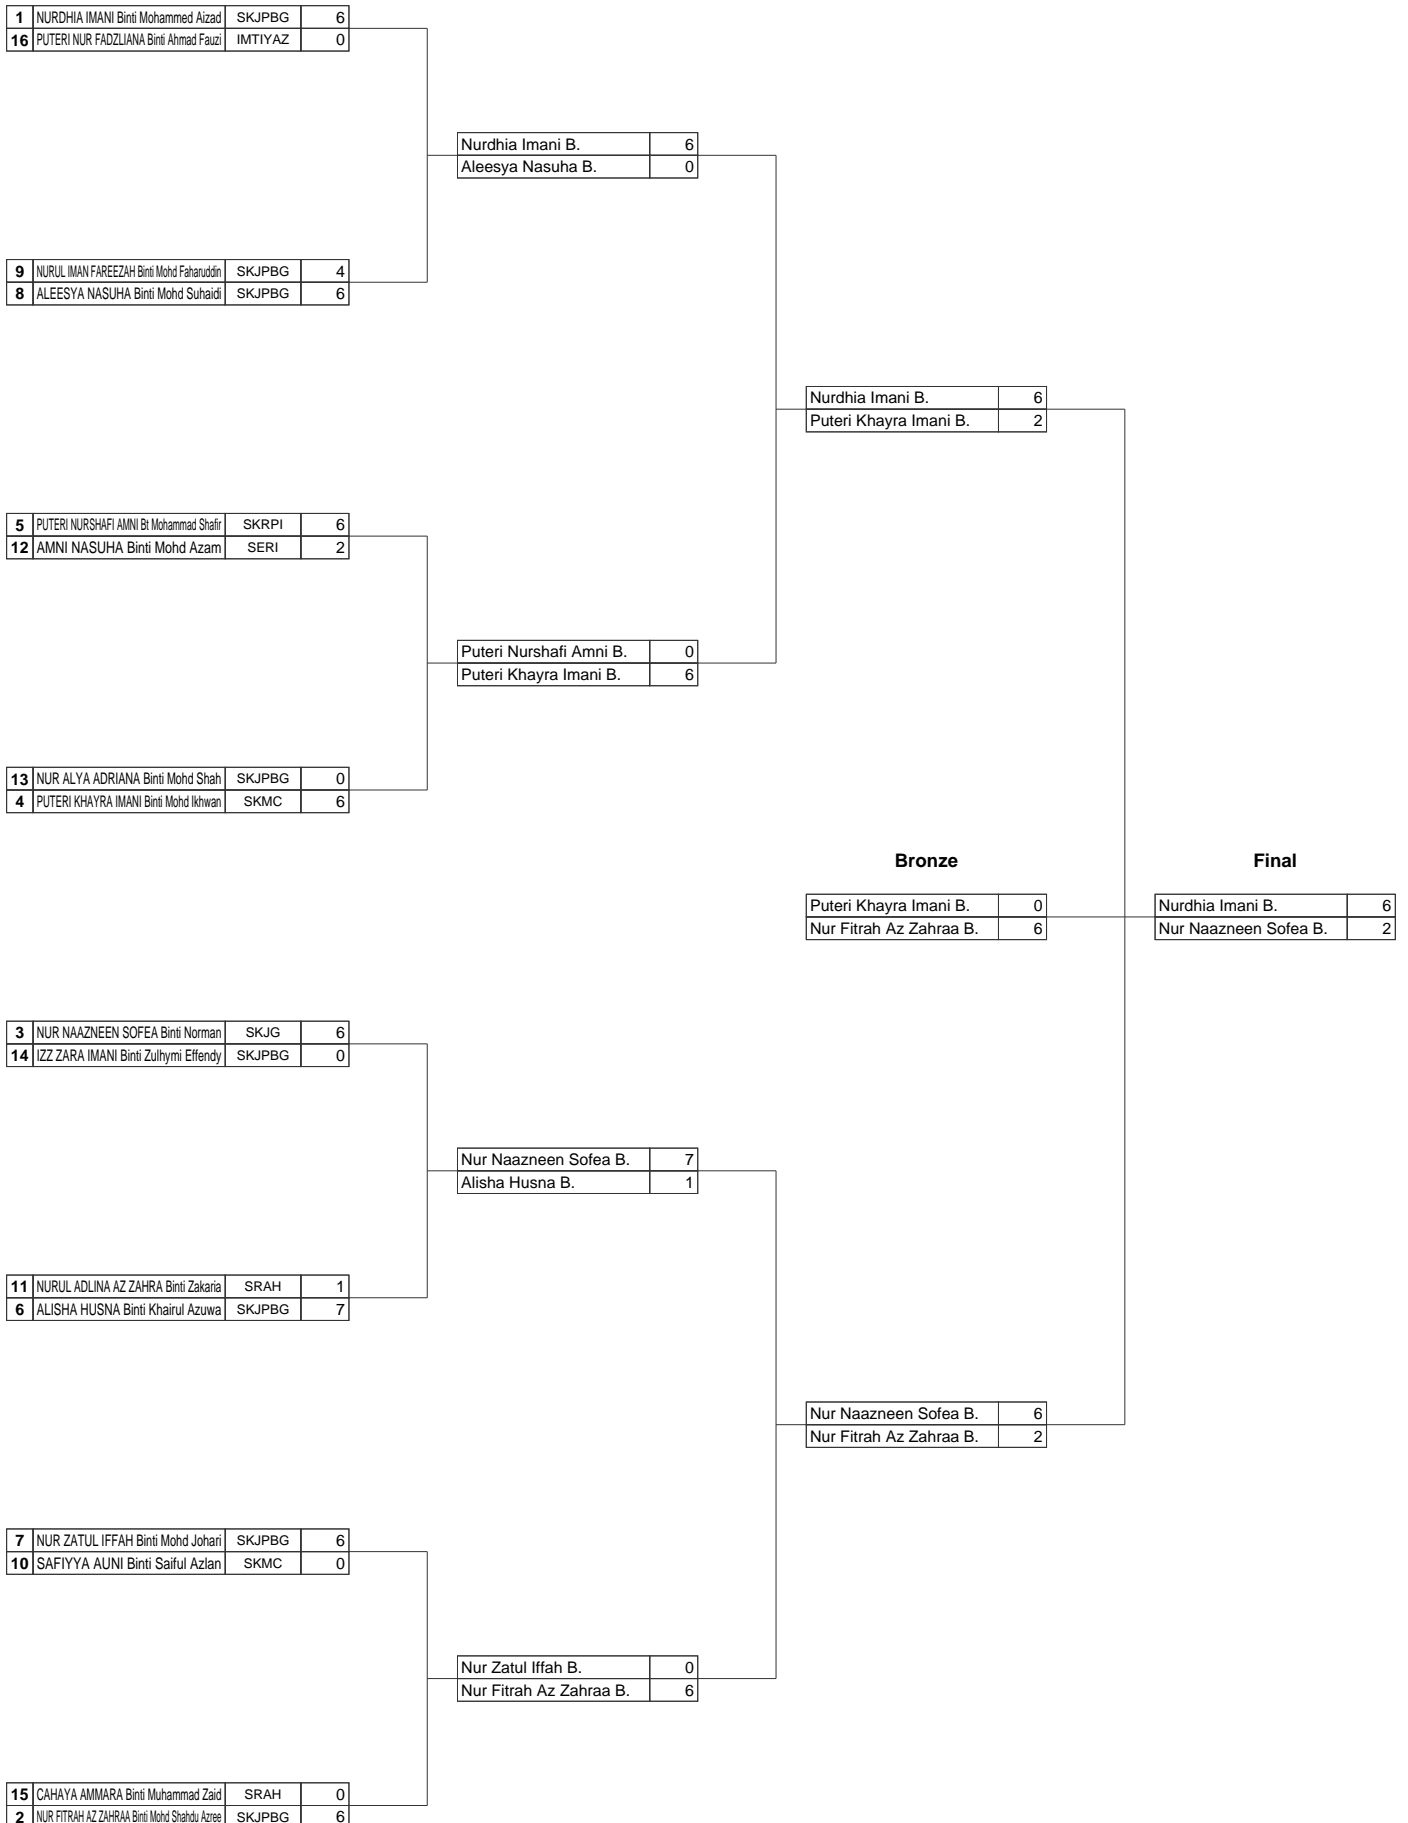 1 NURDHIA IMANI Binti Mohammed Aizad SKJPBG 6
16 PUTERI NUR FADZLIANA Binti Ahmad Fauzi IMTIYAZ 0
Nurdhia Imani B. 6
Aleesya Nasuha B. 0
9 NURUL IMAN FAREEZAH Binti Mohd Faharuddin SKJPBG 4
8 ALEESYA NASUHA Binti Mohd Suhaidi SKJPBG 6
Nurdhia Imani B. 6
Puteri Khayra Imani B. 2
5 PUTERI NURSHAFI AMNI Bt Mohammad Shafir SKRPI 6
12 AMNI NASUHA Binti Mohd Azam SERI 2
Puteri Nurshafi Amni B. 0
Puteri Khayra Imani B. 6
13 NUR ALYA ADRIANA Binti Mohd Shah SKJPBG 0
4 PUTERI KHAYRA IMANI Binti Mohd Ikhwan SKMC 6
Bronze Final
Puteri Khayra Imani B. 0 Nurdhia Imani B. 6
Nur Fitrah Az Zahraa B. 6 Nur Naazneen Sofea B. 2
3 NUR NAAZNEEN SOFEA Binti Norman SKJG 6
14 IZZ ZARA IMANI Binti Zulhymi Effendy SKJPBG 0
Nur Naazneen Sofea B. 7
Alisha Husna B. 1
11 NURUL ADLINA AZ ZAHRA Binti Zakaria SRAH 1
6 ALISHA HUSNA Binti Khairul Azuwa SKJPBG 7
Nur Naazneen Sofea B. 6
Nur Fitrah Az Zahraa B. 2
7 NUR ZATUL IFFAH Binti Mohd Johari SKJPBG 6
10 SAFIYYA AUNI Binti Saiful Azlan SKMC 0
Nur Zatul Iffah B. 0
Nur Fitrah Az Zahraa B. 6
15 CAHAYA AMMARA Binti Muhammad Zaid SRAH 0
2 NUR FITRAH AZ ZAHRAA Binti Mohd Shahdu Azree SKJPBG 6